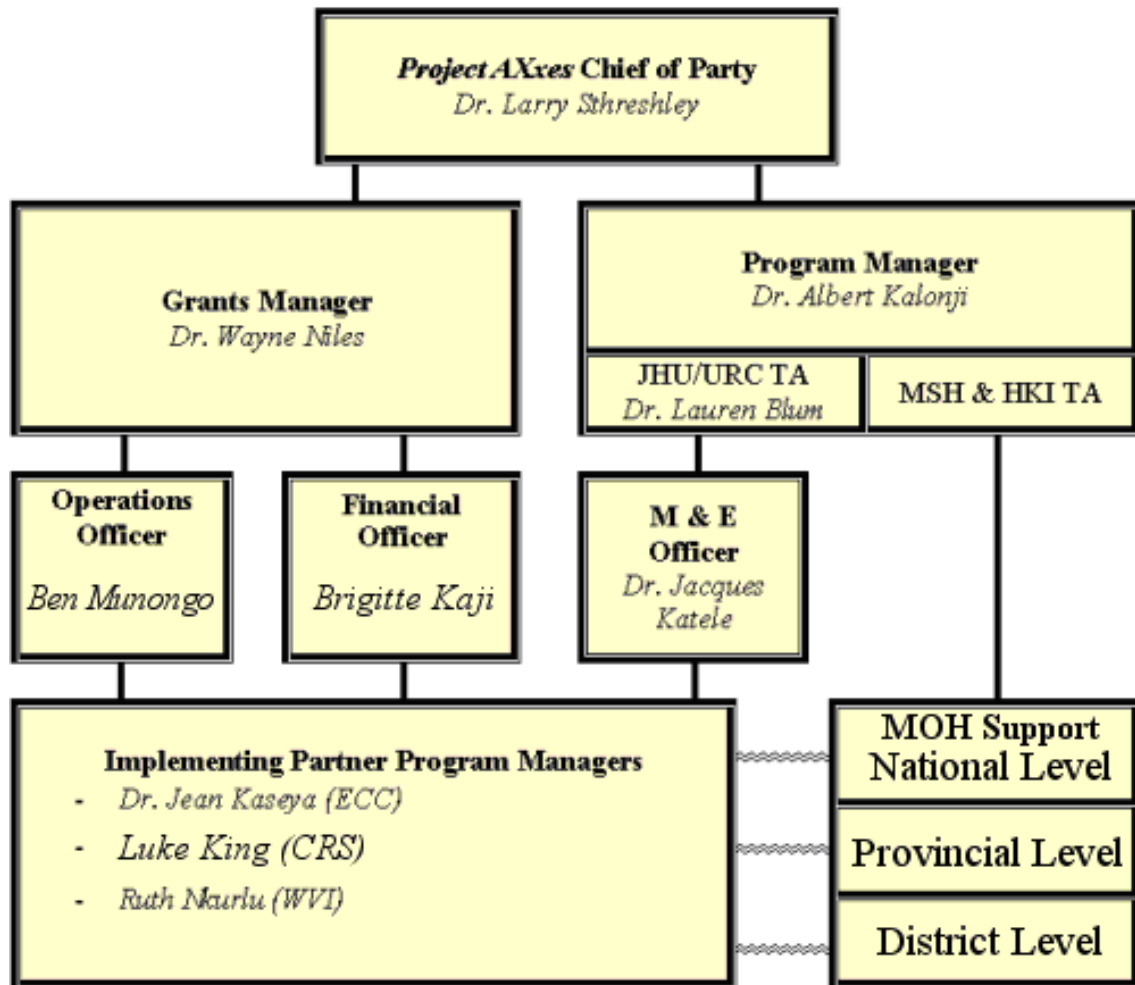 Project AXxes Chief of Party
Dr. Larry Sthreshley
Grants Manager
Dr. Wayne Niles
Program Manager
Dr. Albert Kalonji
JHU/URC TA
Dr. Lauren Blum
MSH & HKI TA
Operations
Officer
Ben Munongo
Financial
Officer
Brigitte Kaji
M & E
Officer
Dr. Jacques
Katele
Implementing Partner Program Managers
- Dr. Jean Kaseya (ECC)
- Luke King (CRS)
- Ruth Nkurlu (WVI)
MOH Support
National Level
Provincial Level
District Level